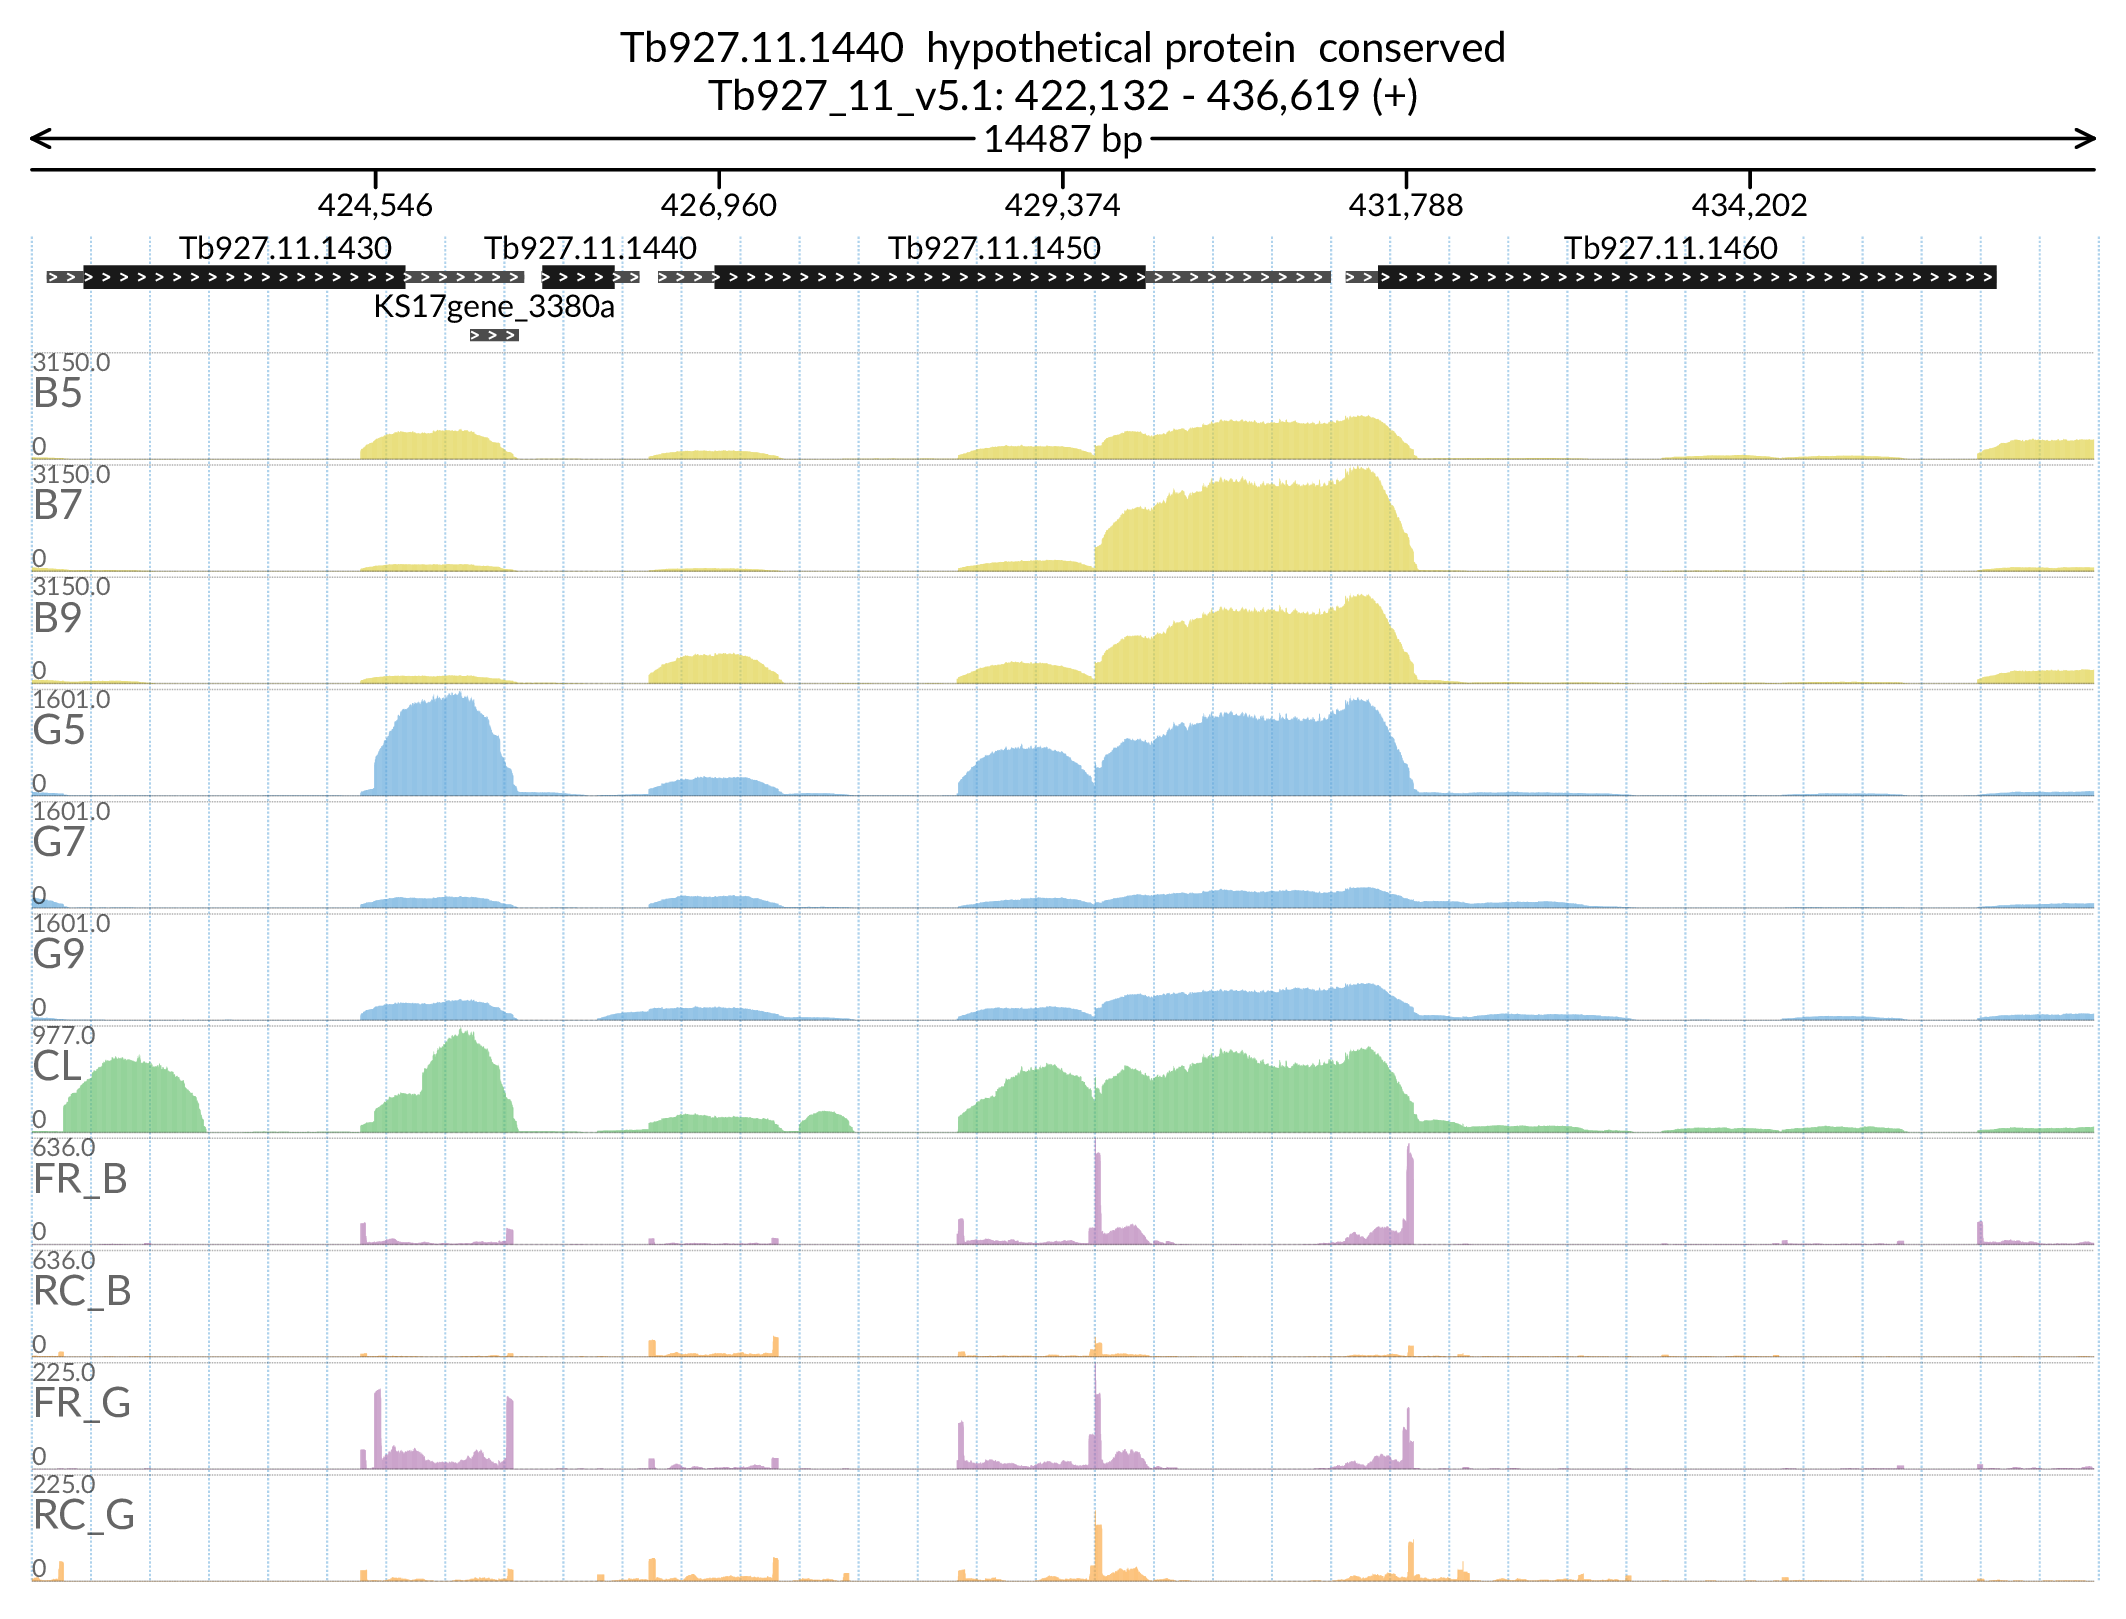 Tb927.11.1440  hypothetical protein  conserved
Tb927_11_v5.1: 422,132 - 436,619 (+)
14487 bp
424,546 426,960 429,374 431,788 434,202
Tb927.11.1430 Tb927.11.1440 Tb927.11.1450 Tb927.11.1460
KS17gene_3380a
3150.0
B5
0
3150.0
B7
0
3150.0
B9
0
1601.0
G5
0
1601.0
G7
0
1601.0
G9
0
977.0
CL
0
636.0
FR_B
0
636.0
RC_B
0
225.0
FR_G
0
225.0
RC_G
0